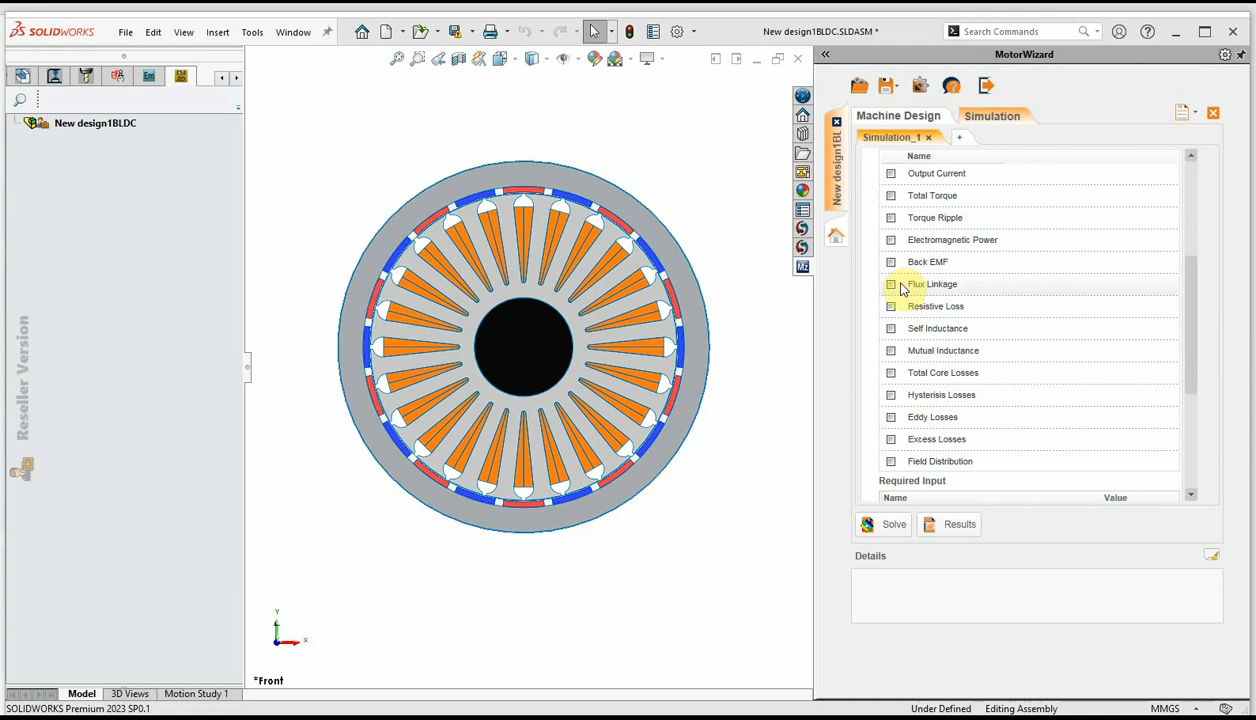 SOLIDWORKS File Edit View Insert Tools Window New design1BLDC.SLDASM * Search Commands
MotorWizard
Machine Design Simulation
Simulation_1
New design1BLDC
New design1BL
Name
Output Current
Total Torque
Torque Ripple
Electromagnetic Power
Back EMF
Flux Linkage
Resistive Loss
Self Inductance
Mutual Inductance
Total Core Losses
Hysterisis Losses
Eddy Losses
Excess Losses
Field Distribution
Required Input
Name Value
Solve Results
Details
Reseller Version
Y
X
*Front
Model 3D Views Motion Study 1
SOLIDWORKS Premium 2023 SP0.1 Under Defined Editing Assembly MMGS